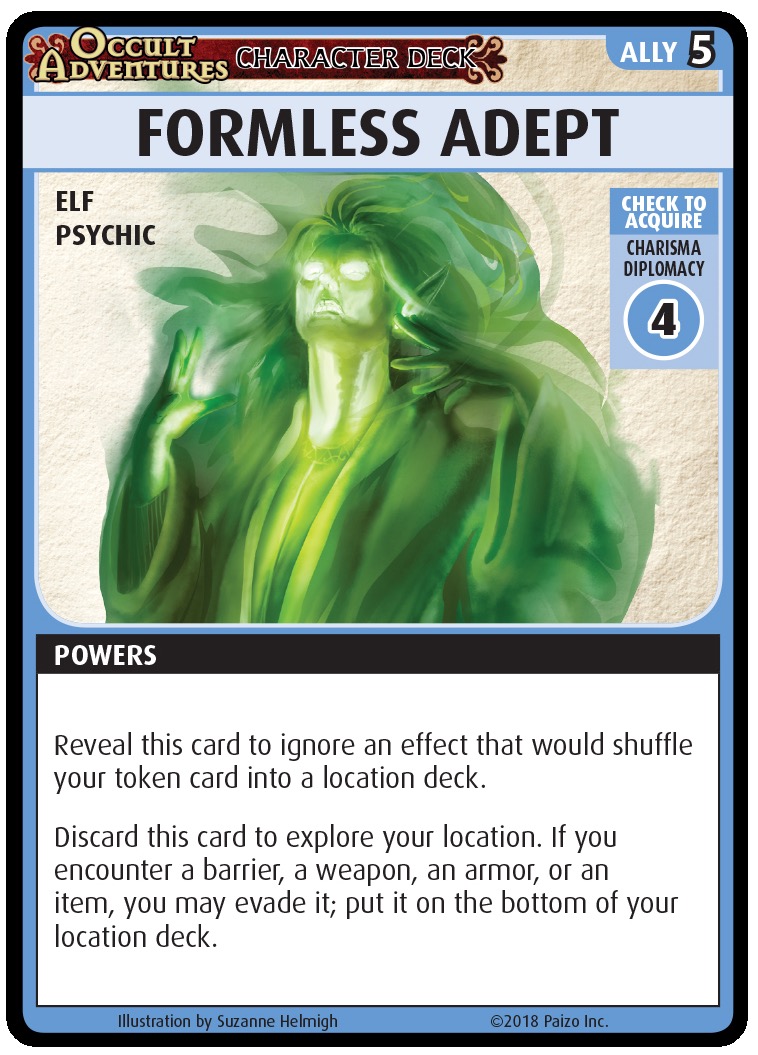 OCCULT
ADVENTURES CHARACTER DECK
ALLY 5
FORMLESS ADEPT
ELF
PSYCHIC
CHECK TO
ACQUIRE
CHARISMA
DIPLOMACY
4
POWERS
Reveal this card to ignore an effect that would shuffle
your token card into a location deck.
Discard this card to explore your location. If you
encounter a barrier, a weapon, an armor, or an
item, you may evade it; put it on the bottom of your
location deck.
Illustration by Suzanne Helmigh ©2018 Paizo Inc.